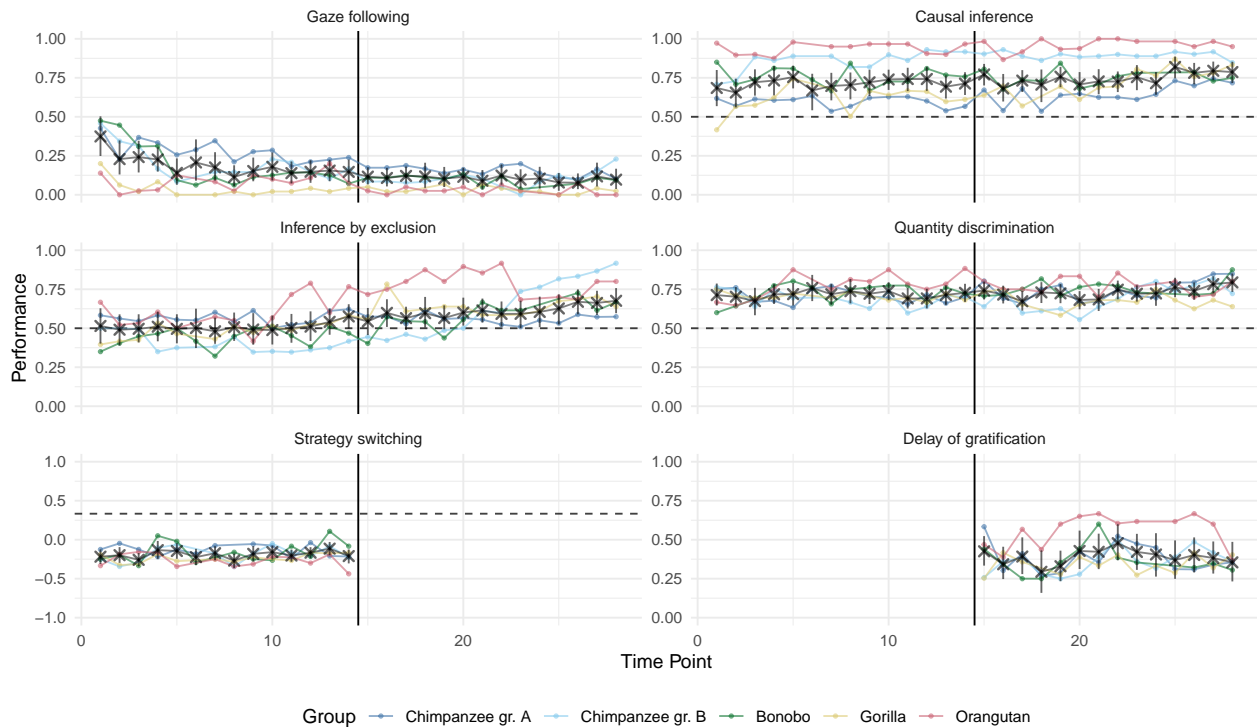 Gaze following
Causal inference
1.00
0.75
0.50
0.25
0.00
1.00
0.75
0.50
0.25
0.00
Inference by exclusion
Quantity discrimination
1.00
0.75
0.50
0.25
0.00
1.00
0.75
0.50
0.25
0.00
Performance
Strategy switching
Delay of gratification
1.0
0.5
0.0
−0.5
−1.0
1.00
0.75
0.50
0.25
0.00
0 10 20
0 10 20
Time Point
Group Chimpanzee gr. A Chimpanzee gr. B Bonobo Gorilla Orangutan